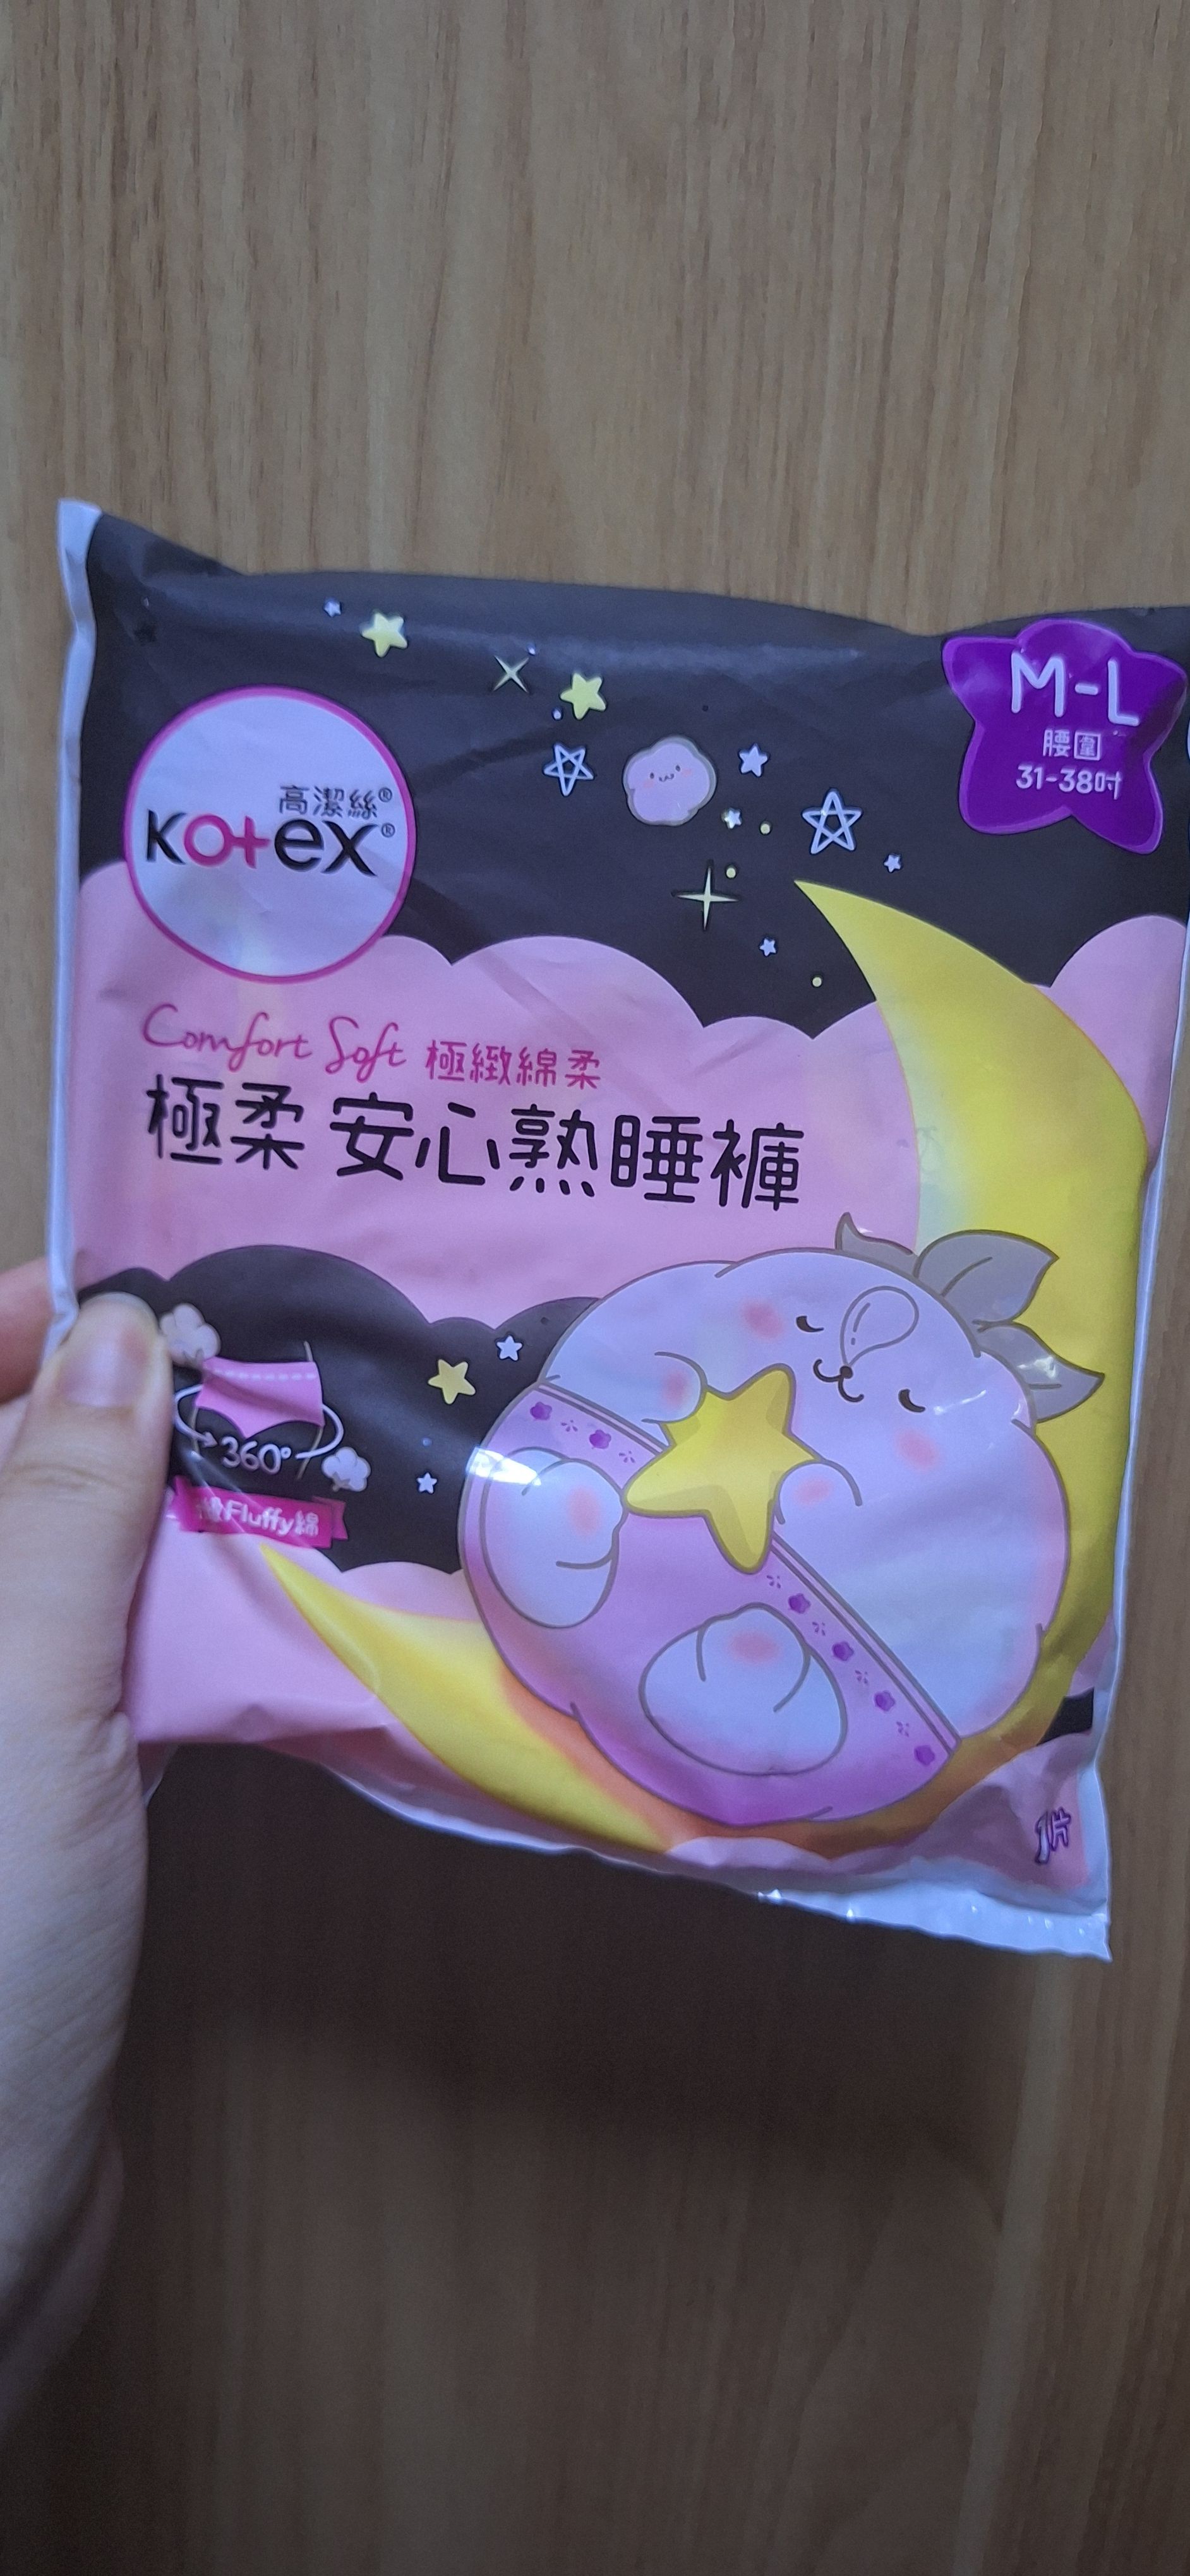 高潔絲®
Kotex®
M-L
腰圍
31-38吋
Comfort Soft 極緻綿柔
極柔 安心熟睡褲
360°
Fluffy綿
1片